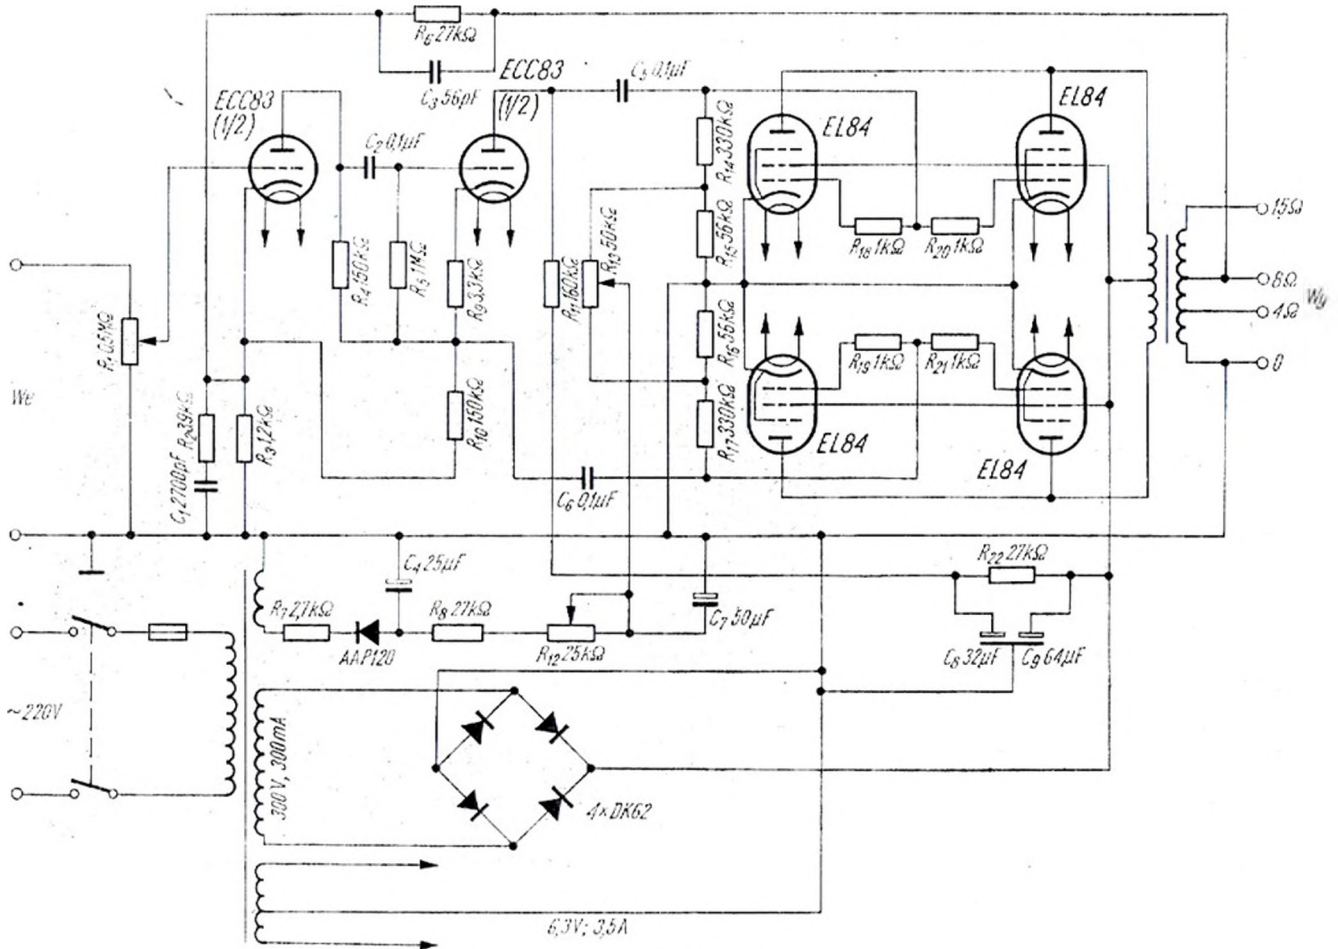 R6 27kΩ
C3 56pF
ECC83
(1/2)
ECC83
(1/2)
C2 0,1µF
C5 0,1µF
EL84
EL84
R14 330kΩ
R15 56kΩ
R18 1kΩ
R20 1kΩ
R4 150kΩ
R5 1MΩ
R9 3,3kΩ
R11 160kΩ
R13 50kΩ
15Ω
8Ω
4Ω
0
Wy
R1 0,5MΩ
We
R16 56kΩ
R19 1kΩ
R21 1kΩ
R2 3,9kΩ
R3 1,2kΩ
R10 150kΩ
R17 330kΩ
EL84
EL84
C1 2700pF
C6 0,1µF
C4 25µF
R22 27kΩ
R7 2,7kΩ
AAP120
R8 27kΩ
R12 25kΩ
C7 50µF
C8 32µF
C9 64µF
~220V
300V, 300mA
4×DK62
6,3V; 3,5A